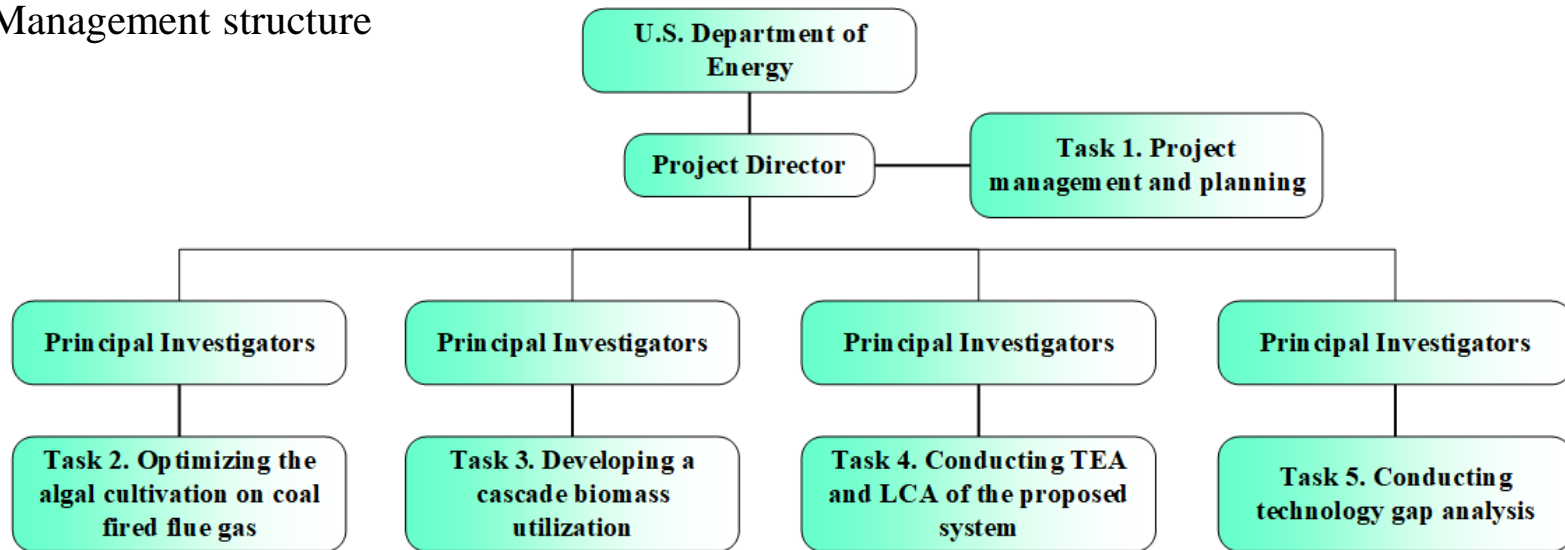 Management structure
U.S. Department of
Energy
Project Director
Task 1. Project
management and planning
Principal Investigators
Principal Investigators
Principal Investigators
Principal Investigators
Task 2. Optimizing the
algal cultivation on coal
fired flue gas
Task 3. Developing a
cascade biomass
utilization
Task 4. Conducting TEA
and LCA of the proposed
system
Task 5. Conducting
technology gap analysis